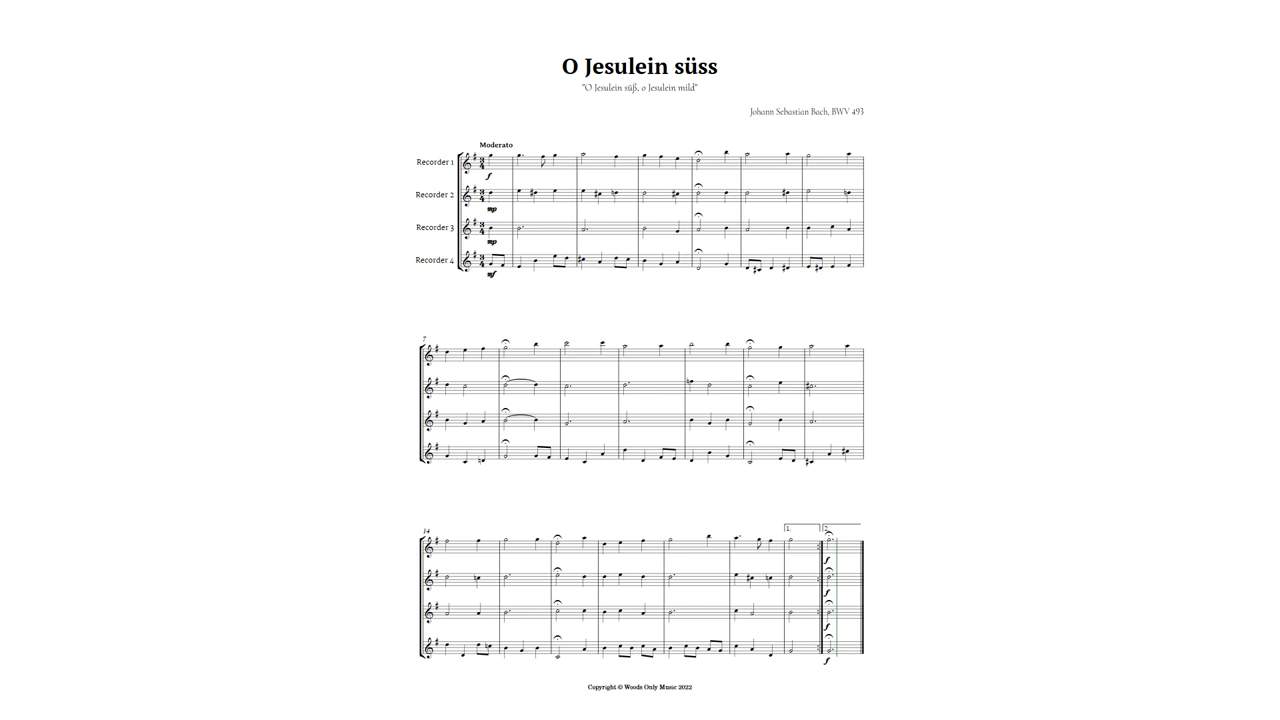 O Jesulein süss
"O Jesulein süß, o Jesulein mild"
Johann Sebastian Bach, BWV 493
Moderato
Recorder 1
f
Recorder 2
mp
Recorder 3
mp
Recorder 4
mf
7
14
1.
2.
f
f
f
f
Copyright © Woods Only Music 2022